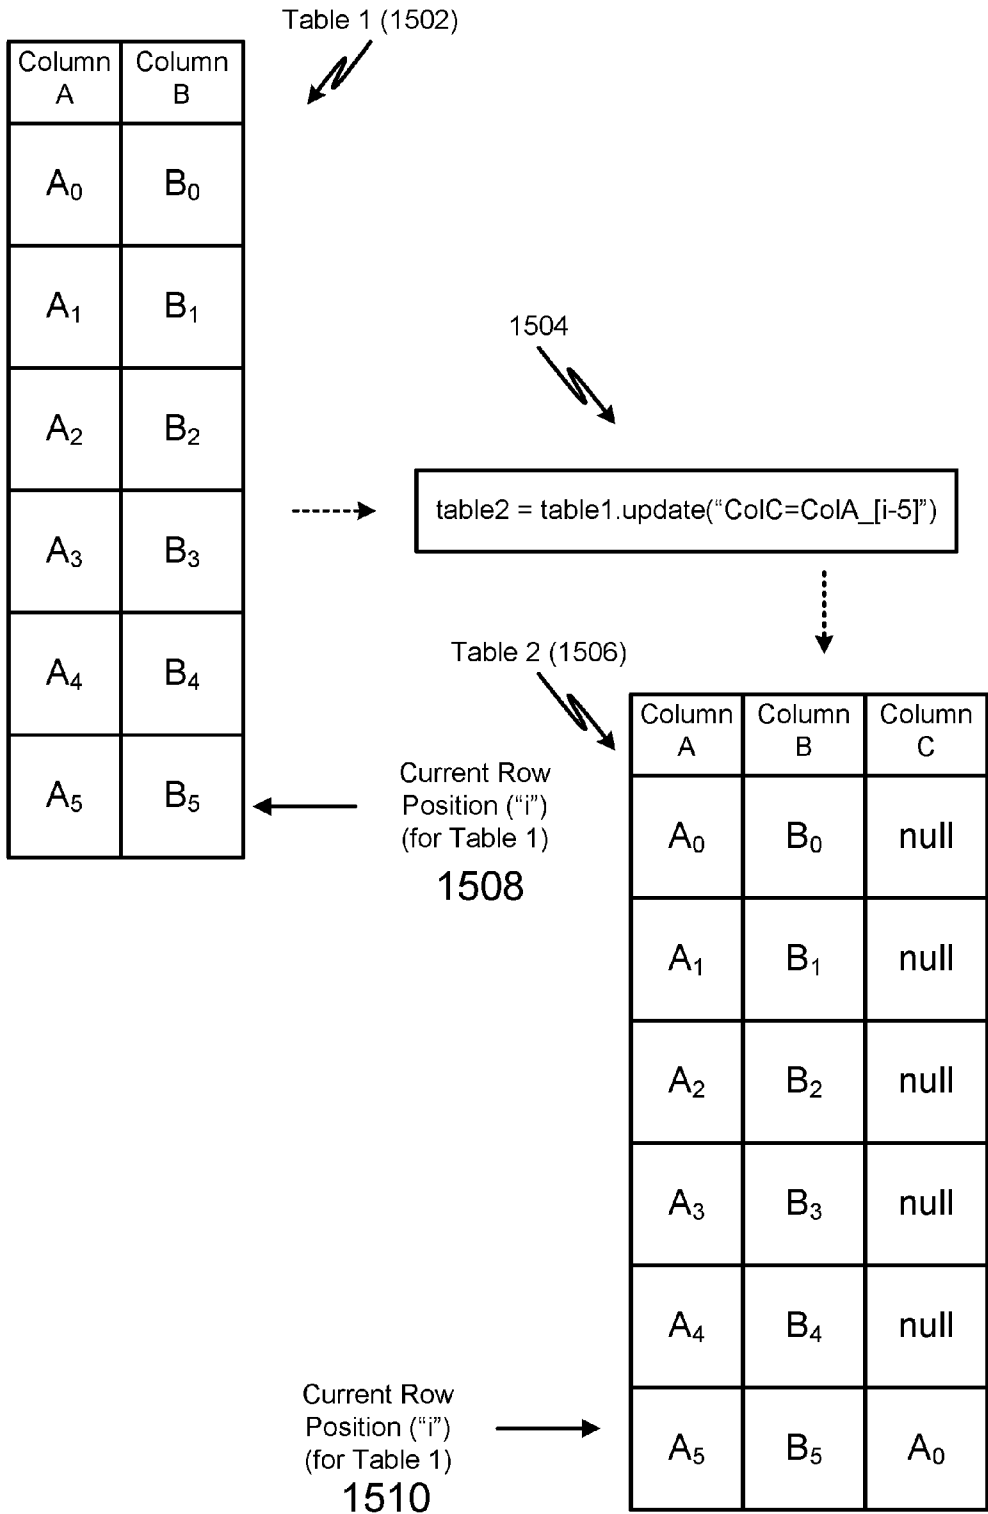 Table 1 (1502)
Column A Column B
A0 B0
A1 B1
A2 B2
A3 B3
A4 B4
A5 B5
1504
table2 = table1.update(“ColC=ColA_[i-5]”)
Table 2 (1506)
Current Row
Position (“i”)
(for Table 1)
1508
Column A Column B Column C
A0 B0 null
A1 B1 null
A2 B2 null
A3 B3 null
A4 B4 null
A5 B5 A0
Current Row
Position (“i”)
(for Table 1)
1510